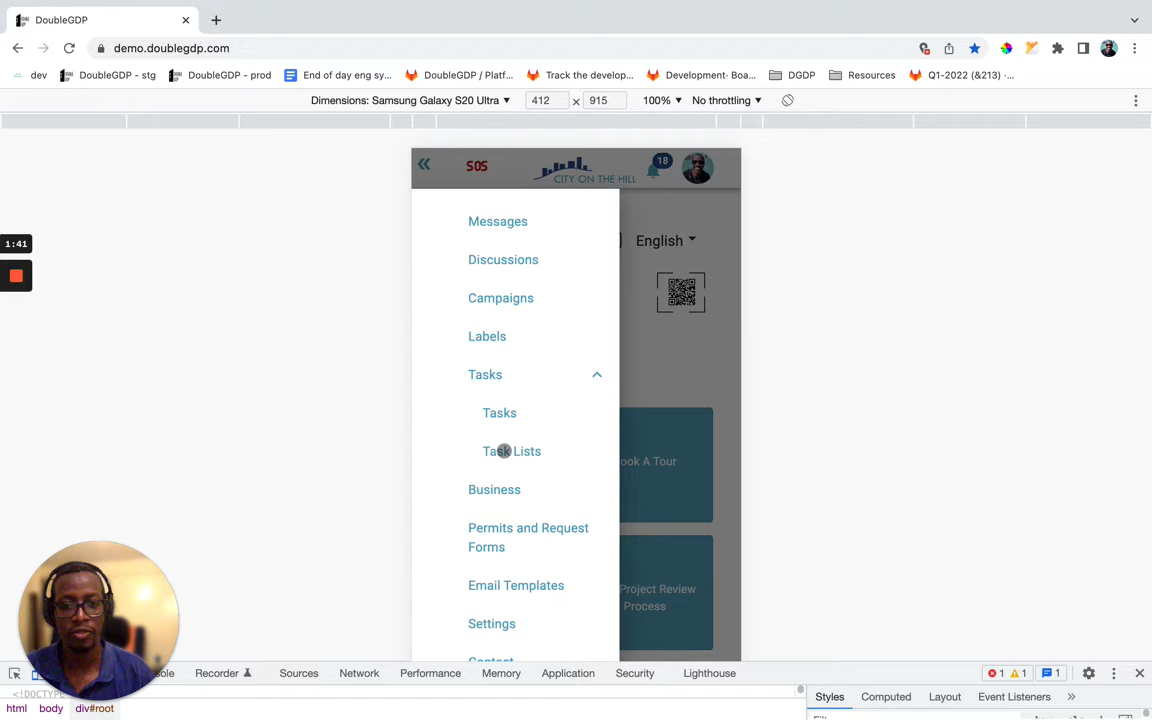 DoubleGDP
demo.doublegdp.com
dev
DoubleGDP - stg
DoubleGDP - prod
End of day eng sy...
DoubleGDP / Platf...
Track the develop...
Development· Boa...
DGDP
Resources
Q1-2022 (&213) ·...
Dimensions: Samsung Galaxy S20 Ultra
412
×
915
100%
No throttling
SOS
CITY ON THE HILL
18
Messages
English
1:41
Discussions
Campaigns
Labels
Tasks
Tasks
Task Lists
ook A Tour
Business
Permits and Request
Forms
Email Templates
Project Review
Process
Settings
Recorder
Sources
Network
Performance
Memory
Application
Security
Lighthouse
1
1
1
<!DOCTYPE
Styles
Computed
Layout
Event Listeners
html
body
div#root